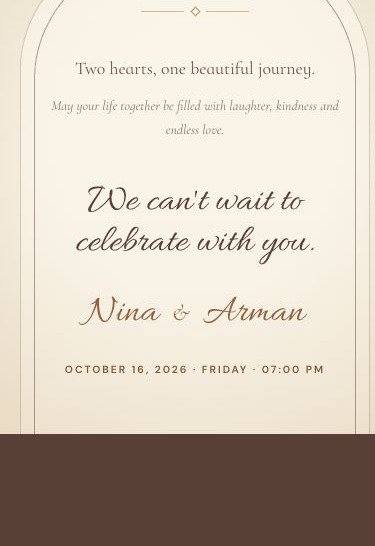 Two hearts, one beautiful journey.
May your life together be filled with laughter, kindness and
endless love.
We can't wait to
celebrate with you.
Nina & Arman
OCTOBER 16, 2026 · FRIDAY · 07:00 PM